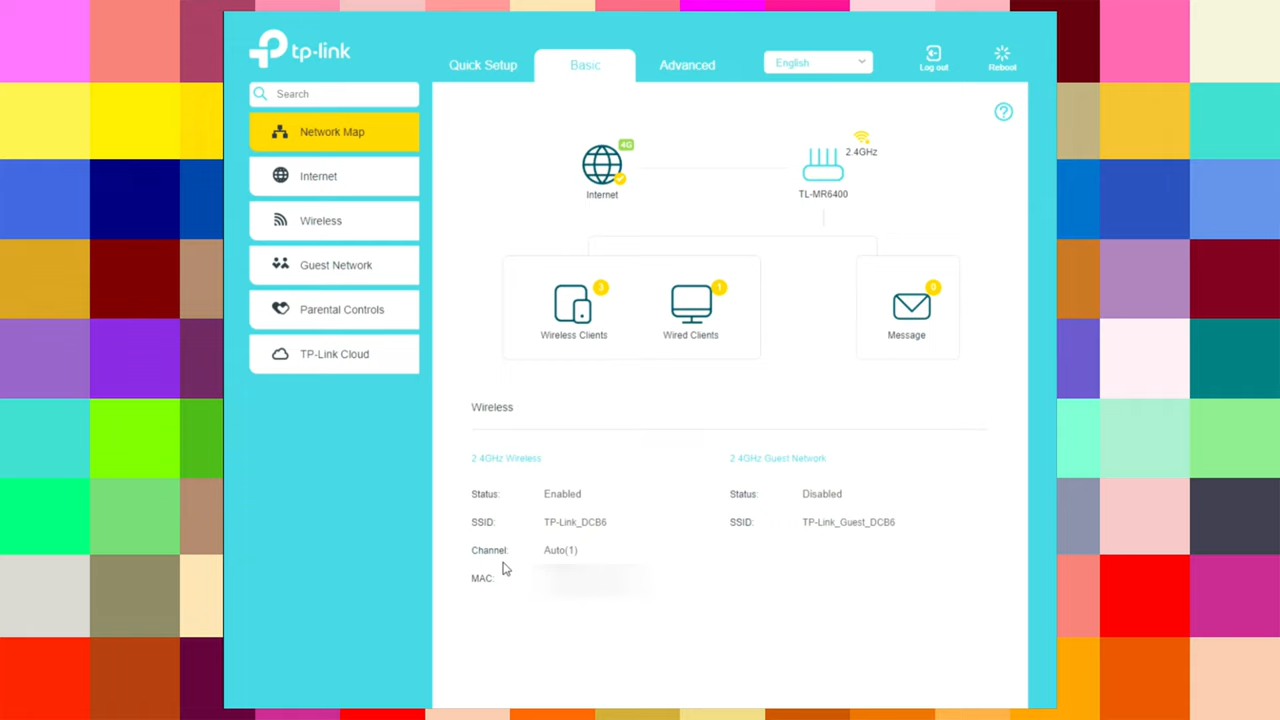 tp-link
Quick Setup
Basic
Advanced
English
Log out
Reboot
Search
Network Map
Internet
Wireless
Guest Network
Parental Controls
TP-Link Cloud
4G
Internet
2.4GHz
TL-MR6400
3
Wireless Clients
1
Wired Clients
0
Message
Wireless
2.4GHz Wireless
Status: Enabled
SSID: TP-Link_DCB6
Channel: Auto(1)
MAC:
2.4GHz Guest Network
Status: Disabled
SSID: TP-Link_Guest_DCB6